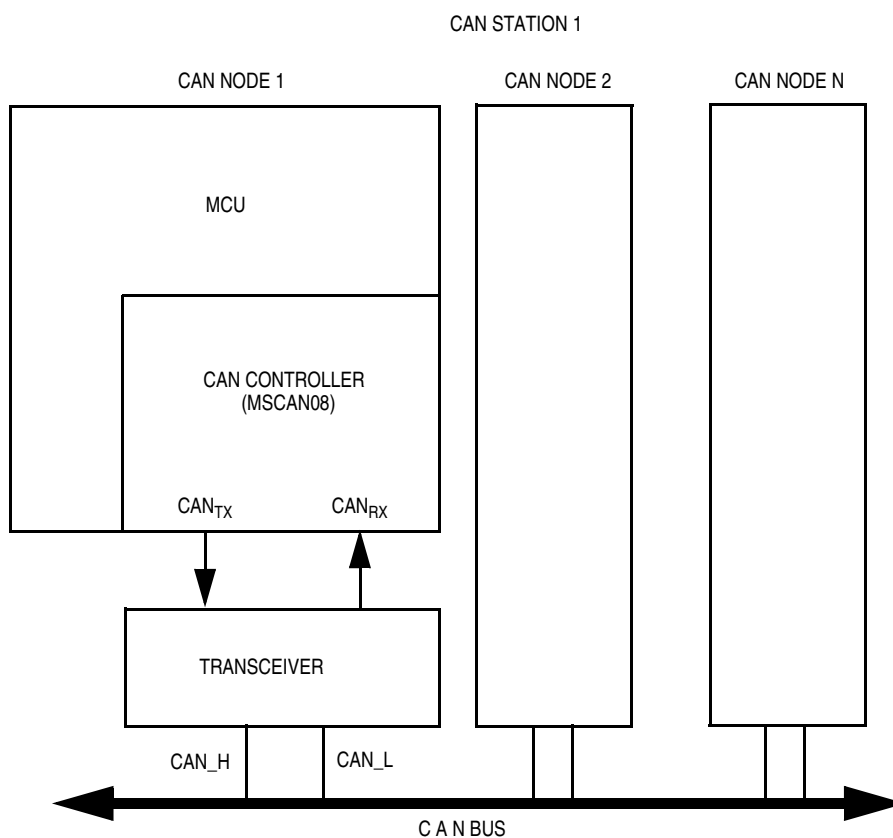 CAN STATION 1
CAN NODE 1
CAN NODE 2
CAN NODE N
MCU
CAN CONTROLLER
(MSCAN08)
CANTX
CANRX
TRANSCEIVER
CAN_H
CAN_L
C A N BUS